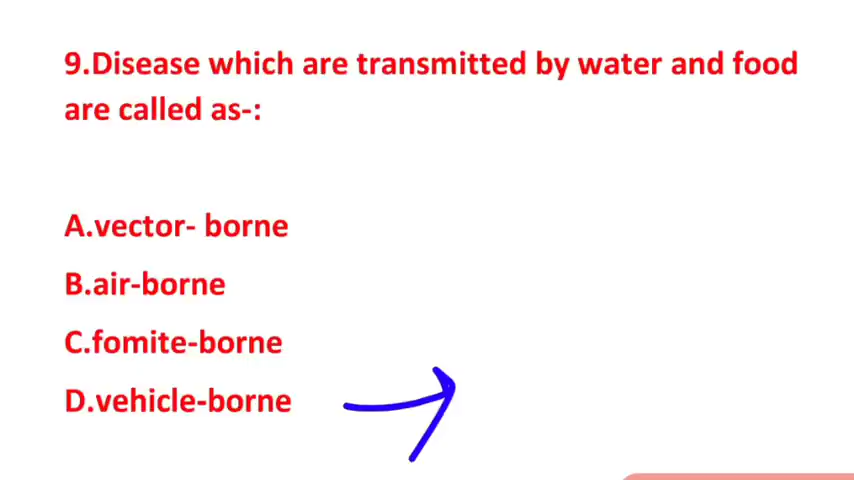 9.Disease which are transmitted by water and food
are called as-:
A.vector- borne
B.air-borne
C.fomite-borne
D.vehicle-borne